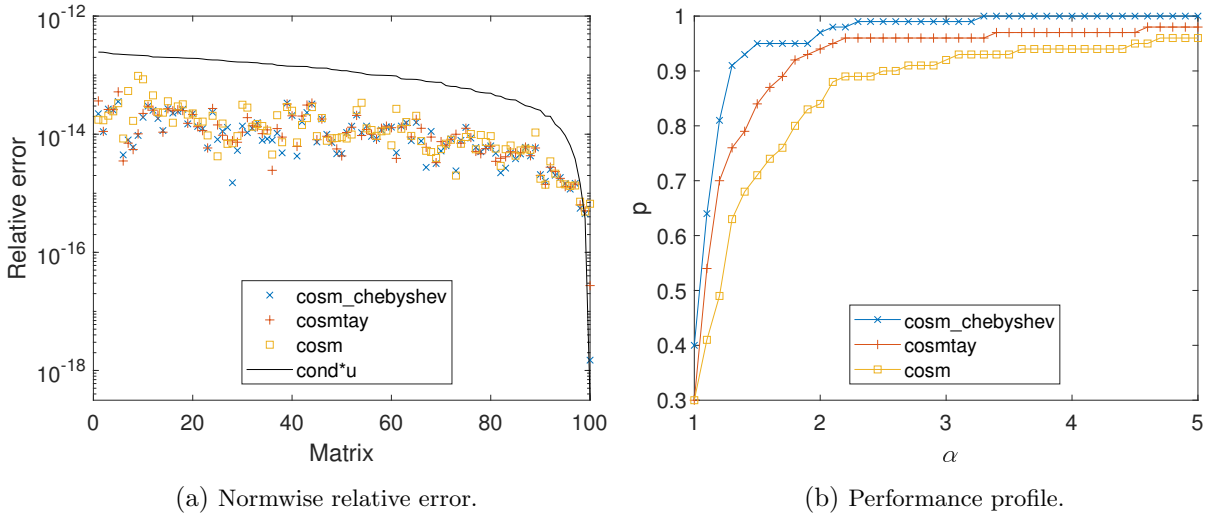 10^-12
10^-14
10^-16
10^-18
Relative error
0 20 40 60 80 100
Matrix
cosm_chebyshev
cosmtay
cosm
cond*u
(a) Normwise relative error.
1
0.9
0.8
0.7
0.6
0.5
0.4
0.3
p
1 2 3 4 5
α
cosm_chebyshev
cosmtay
cosm
(b) Performance profile.